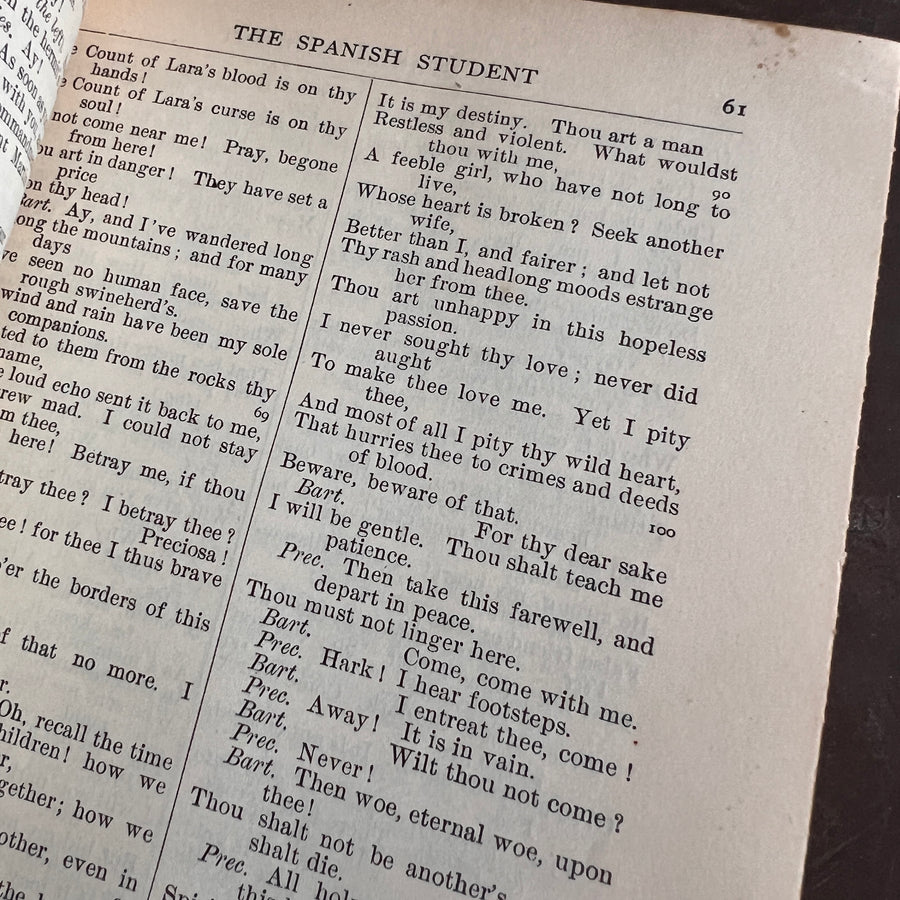 THE SPANISH STUDENT
61
Count of Lara's blood is on thy
hands!
Count of Lara's curse is on thy
soul!
not come near me! Pray, begone
from here!
art in danger! They have set a
price
on thy head!
Bart. Ay, and I've wandered long
the mountains; and for many
days
seen no human face, save the
rough swineherd's.
wind and rain have been my sole
companions.
to them from the rocks thy
name,
loud echo sent it back to me, 69
mad. I could not stay
thee,
here! Betray me, if thou
thee? I betray thee?
Preciosa!
for thee I thus brave
the borders of this
that no more. I
Oh, recall the time
how we
how we
other, even in
the
It is my destiny. Thou art a man
Restless and violent. What wouldst
thou with me, 90
A feeble girl, who have not long to
live,
Whose heart is broken? Seek another
wife,
Better than I, and fairer; and let not
Thy rash and headlong moods estrange
her from thee.
Thou art unhappy in this hopeless
passion.
I never sought thy love; never did
aught
To make thee love me. Yet I pity
thee,
And most of all I pity thy wild heart,
That hurries thee to crimes and deeds
of blood.
Beware, beware of that. 100
Bart. For thy dear sake
I will be gentle. Thou shalt teach me
patience.
Prec. Then take this farewell, and
depart in peace.
Thou must not linger here.
Bart. Come, come with me.
Prec. Hark! I hear footsteps.
Bart. I entreat thee, come!
Prec. Away! It is in vain.
Bart. Wilt thou not come?
Prec. Never!
Bart. Then woe, eternal woe, upon
thee!
Thou shalt not be another's
shalt die.
Prec. All